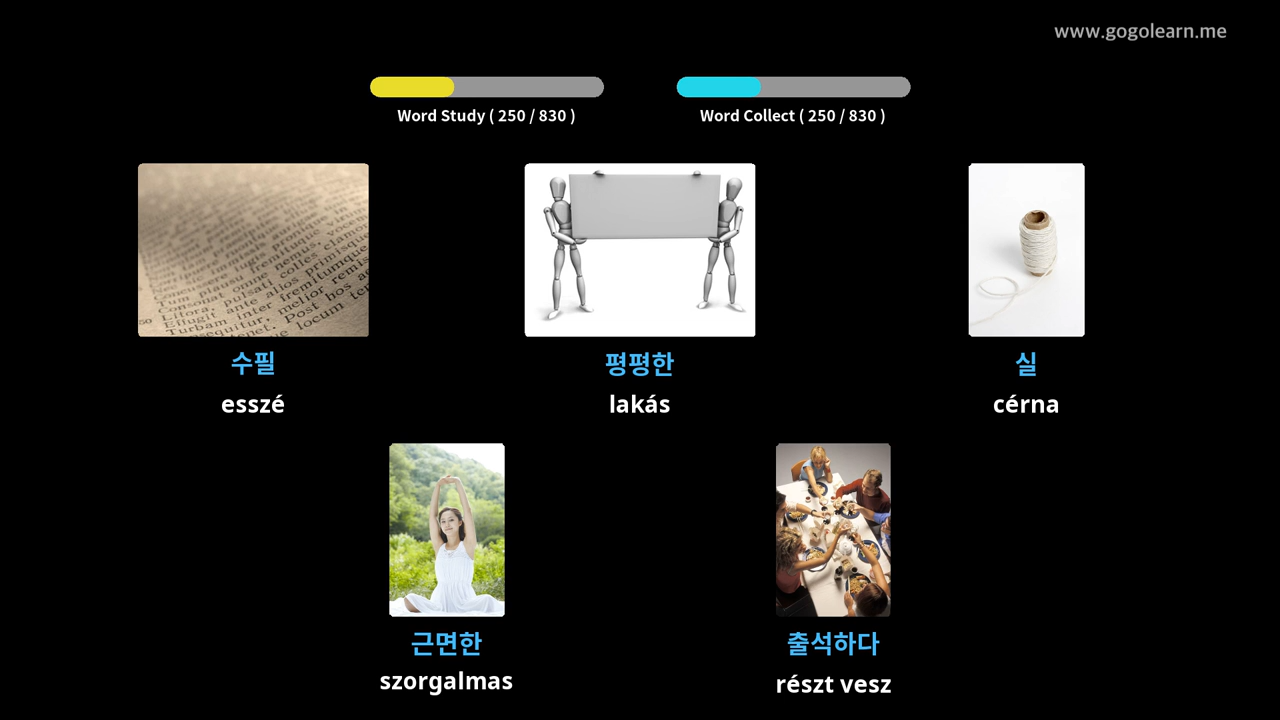 www.gogolearn.me
Word Study ( 250 / 830 )
Word Collect ( 250 / 830 )
수필
esszé
평평한
lakás
실
cérna
근면한
szorgalmas
출석하다
részt vesz